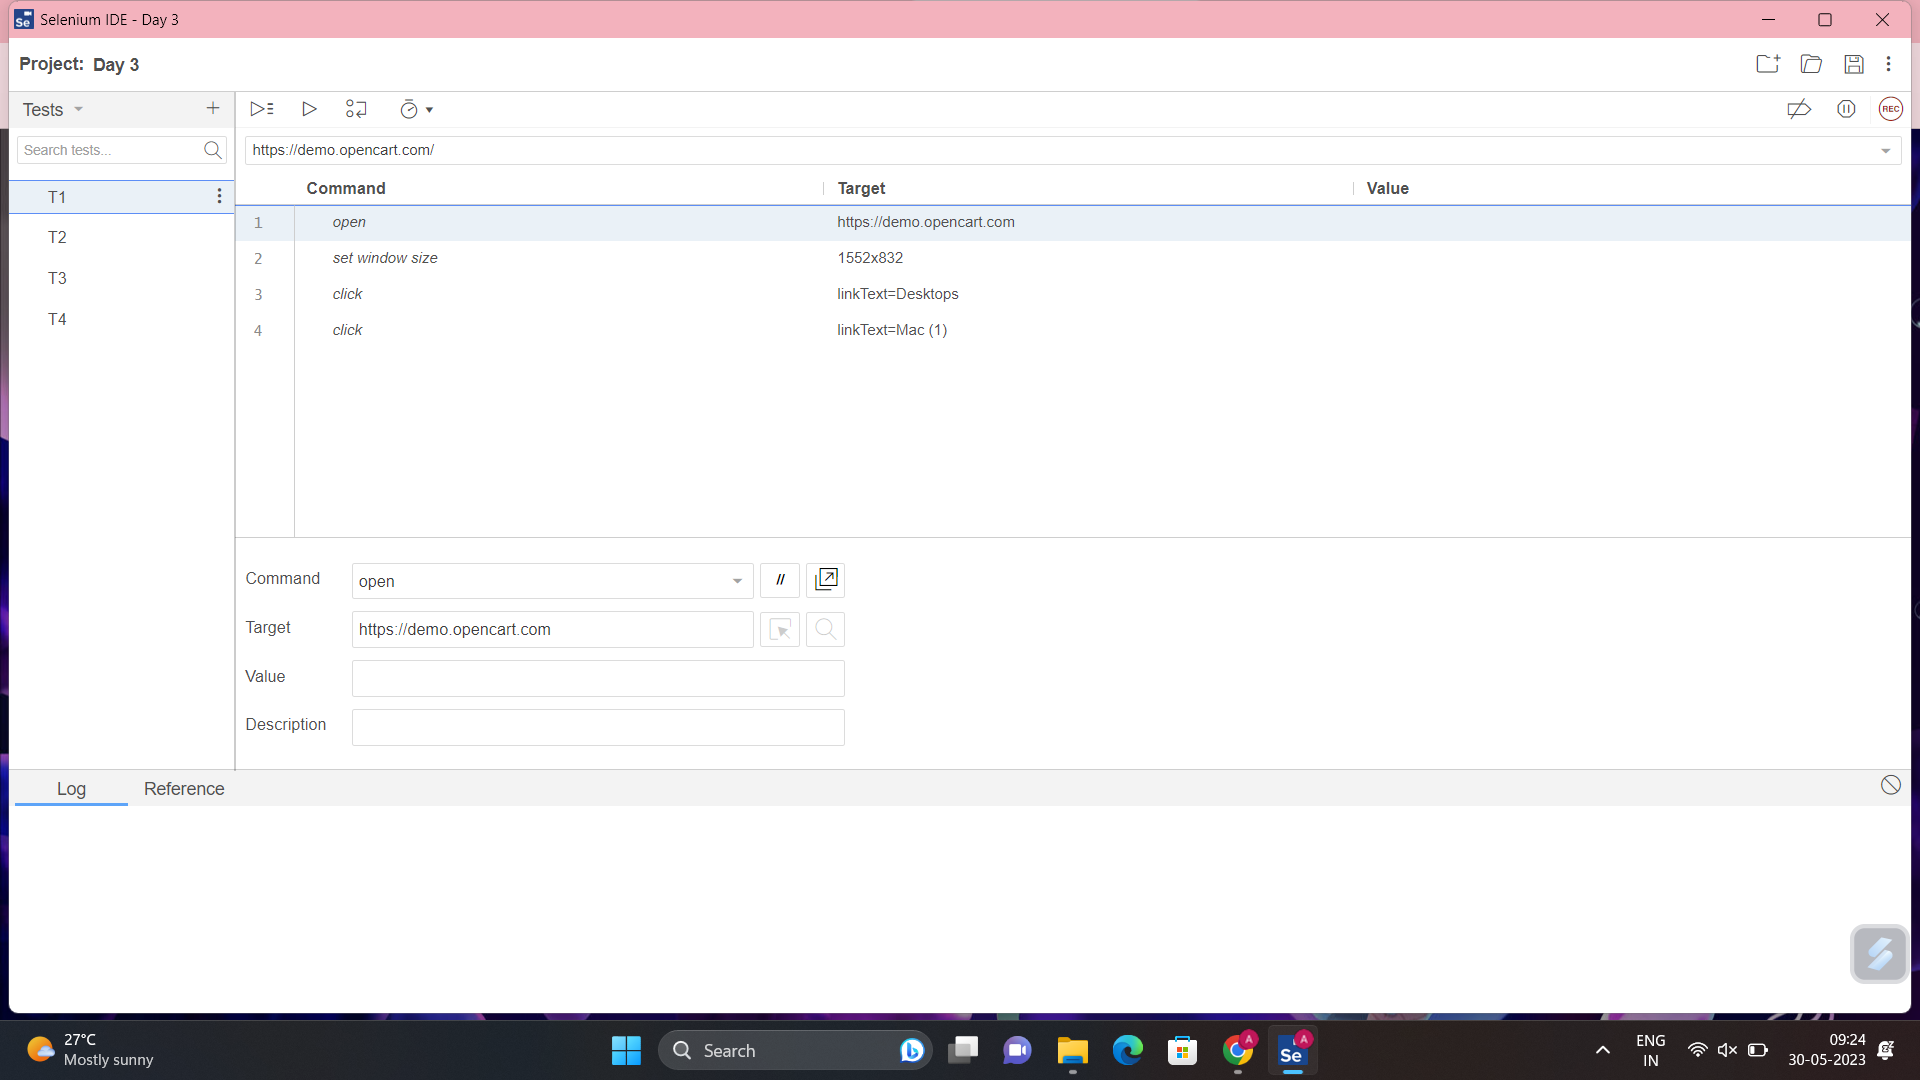 Selenium IDE - Day 3
Project: Day 3
Tests
Search tests...
T1
T2
T3
T4
REC
https://demo.opencart.com/
Command Target Value
1 open https://demo.opencart.com
2 set window size 1552x832
3 click linkText=Desktops
4 click linkText=Mac (1)
Command open //
Target https://demo.opencart.com
Value
Description
Log Reference
27°C
Mostly sunny
Search
A
Se
A
ENG
IN
09:24
30-05-2023